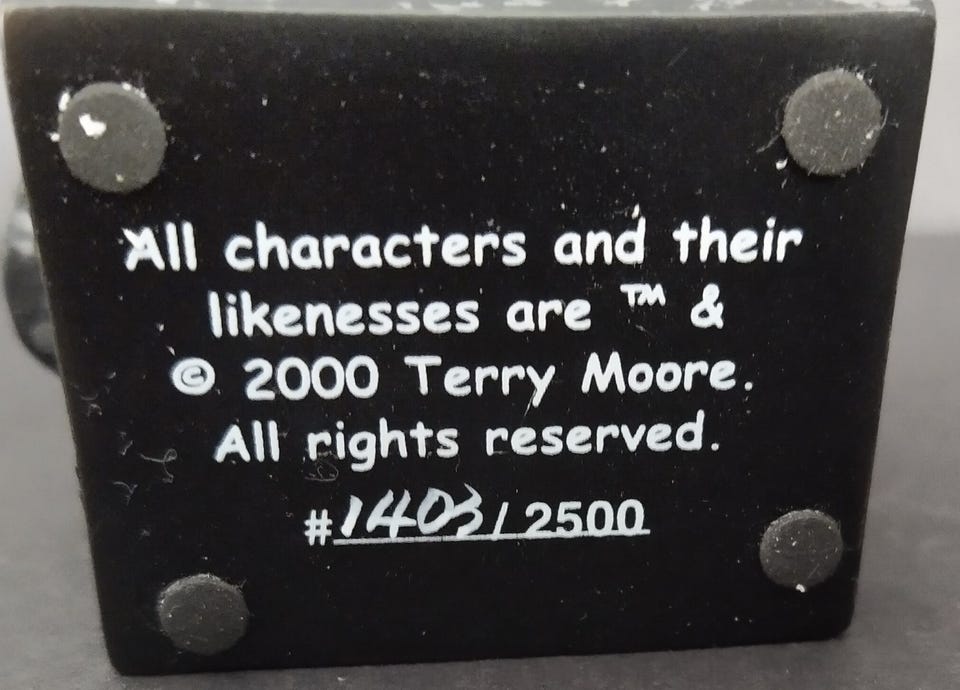 All characters and their
likenesses are ™ &
© 2000 Terry Moore.
All rights reserved.
#1403/2500